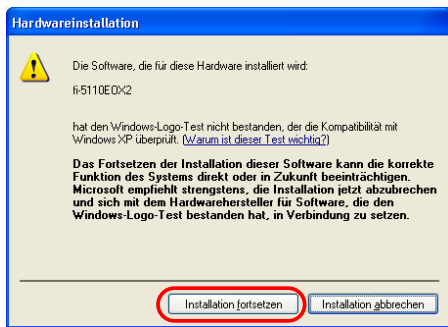 Hardwareinstallation
Die Software, die für diese Hardware installiert wird:
fi-5110EOX2
hat den Windows-Logo-Test nicht bestanden, der die Kompatibilität mit
Windows XP überprüft. (Warum ist dieser Test wichtig?)
Das Fortsetzen der Installation dieser Software kann die korrekte
Funktion des Systems direkt oder in Zukunft beeinträchtigen.
Microsoft empfiehlt strengstens, die Installation jetzt abzubrechen
und sich mit dem Hardwarehersteller für Software, die den
Windows-Logo-Test bestanden hat, in Verbindung zu setzen.
Installation fortsetzen Installation abbrechen